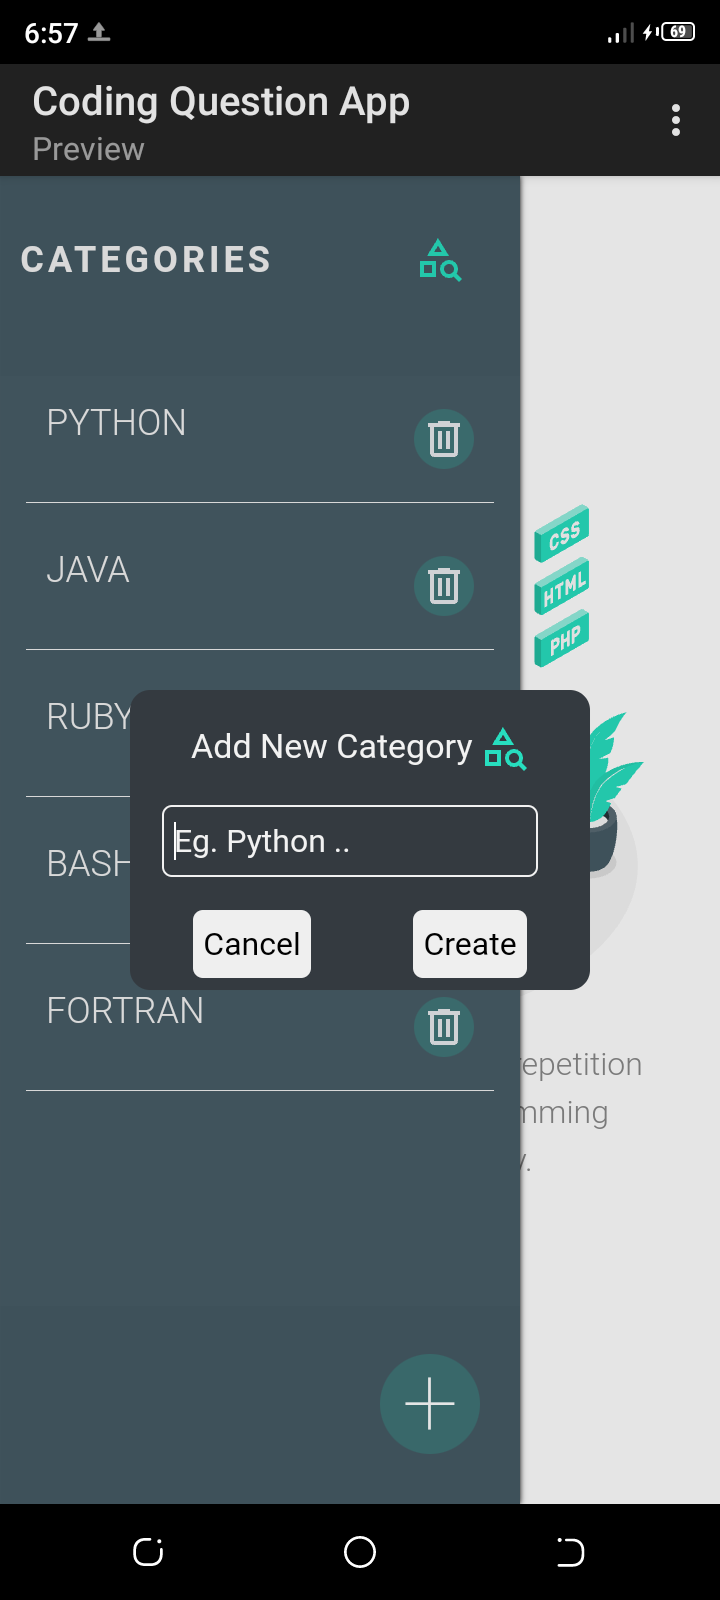 6:57
69
Coding Question App
Preview
CATEGORIES
PYTHON
JAVA
CSS
HTML
PHP
RUBY
Add New Category
Eg. Python ..
BASH
Cancel
Create
FORTRAN
epetition
mming
y.